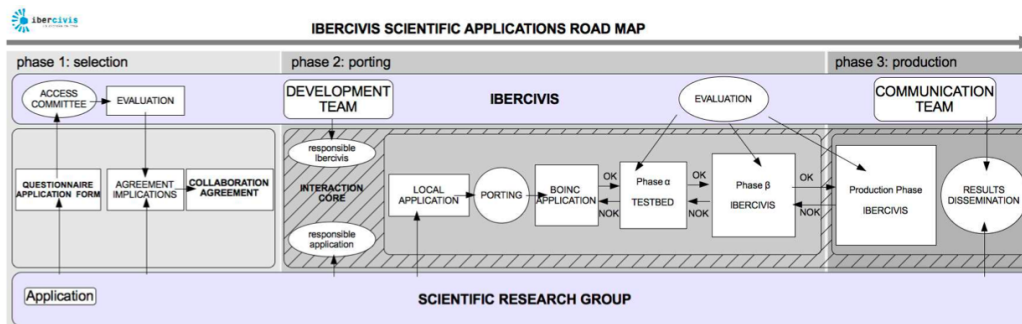 ibercivis
IBERCIVIS SCIENTIFIC APPLICATIONS ROAD MAP
phase 1: selection
phase 2: porting
phase 3: production
ACCESS
COMMITTEE
EVALUATION
DEVELOPMENT
TEAM
IBERCIVIS
EVALUATION
COMMUNICATION
TEAM
QUESTIONNAIRE
APPLICATION FORM
AGREEMENT
IMPLICATIONS
COLLABORATION
AGREEMENT
responsible
Ibercivis
INTERACTION
CORE
responsible
application
LOCAL
APPLICATION
PORTING
BOINC
APPLICATION
OK
NOK
Phase α
TESTBED
OK
NOK
Phase β
IBERCIVIS
OK
NOK
Production Phase
IBERCIVIS
RESULTS
DISSEMINATION
Application
SCIENTIFIC RESEARCH GROUP